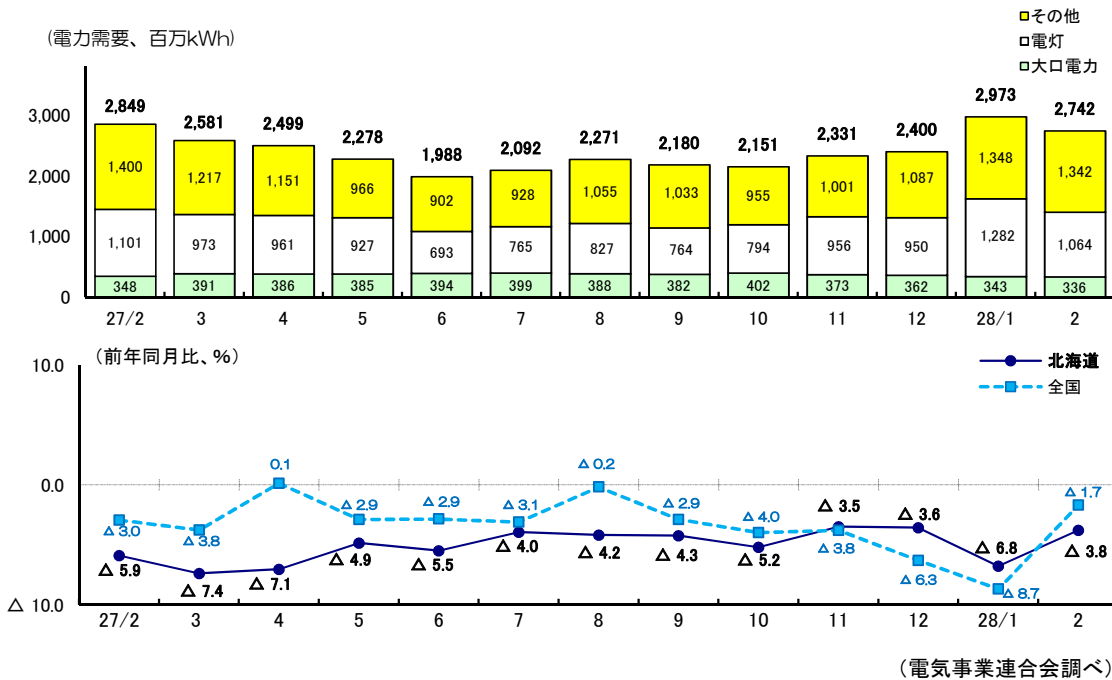 その他
電灯
大口電力
(電力需要、百万kWh)
2,849 2,581 2,499 2,278 1,988 2,092 2,271 2,180 2,151 2,331 2,400 2,973 2,742
3,000
2,000
1,000
0
1,400 1,217 1,151 966 902 928 1,055 1,033 955 1,001 1,087 1,348 1,342
1,101 973 961 927 693 765 827 764 794 956 950 1,282 1,064
348 391 386 385 394 399 388 382 402 373 362 343 336
27/2 3 4 5 6 7 8 9 10 11 12 28/1 2
(前年同月比、%)
北海道
全国
10.0
0.0
△ 10.0
△ 3.0 △ 3.8 0.1 △ 2.9 △ 2.9 △ 3.1 △ 0.2 △ 2.9 △ 4.0 △ 3.8 △ 6.3 △ 8.7 △ 1.7
△ 5.9 △ 7.4 △ 7.1 △ 4.9 △ 5.5 △ 4.0 △ 4.2 △ 4.3 △ 5.2 △ 3.5 △ 3.6 △ 6.8 △ 3.8
27/2 3 4 5 6 7 8 9 10 11 12 28/1 2
(電気事業連合会調べ)